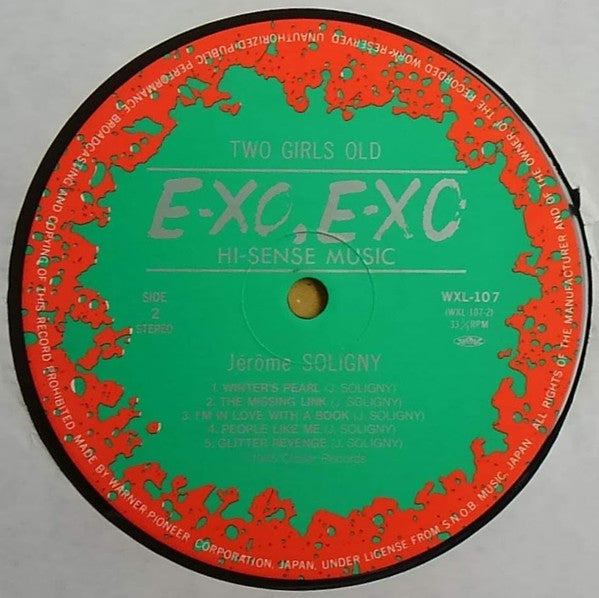 TWO GIRLS OLD
E-XO, E-XO
HI-SENSE MUSIC
SIDE
2
STEREO
WXL-107
(WXL-107-2)
33⅓RPM
Jérôme SOLIGNY
1. WINTER'S PEARL (J. SOLIGNY)
2. THE MISSING LINK (J. SOLIGNY)
3. I'M IN LOVE WITH A BOOK (J. SOLIGNY)
4. PEOPLE LIKE ME (J. SOLIGNY)
5. GLITTER REVENGE (J. SOLIGNY)
1985 Closer Records
ALL RIGHTS OF THE MANUFACTURER AND OF THE OWNER OF THE RECORDED WORK RESERVED. UNAUTHORIZED PUBLIC PERFORMANCE, BROADCASTING AND COPYING OF THIS RECORD PROHIBITED. MADE BY WARNER-PIONEER CORPORATION, JAPAN, UNDER LICENSE FROM S.N.O.B. MUSIC, JAPAN